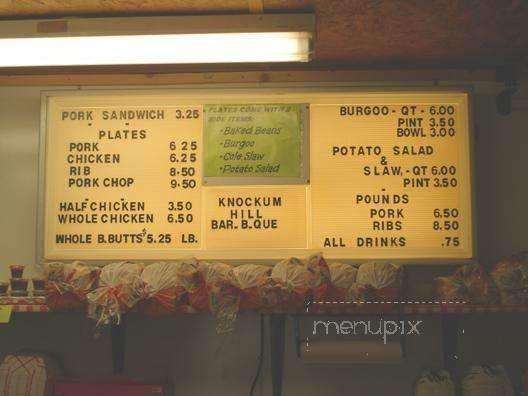 PORK SANDWICH 3.25
PLATES
PORK 6 25
CHICKEN 6.25
RIB 8.50
PORK CHOP 9.50
HALF CHICKEN 3.50
WHOLE CHICKEN 6.50
WHOLE B.BUTTS $5.25 LB.
PLATES COME WITH 2
SIDE ITEMS:
·Baked Beans
·Burgoo
·Cole Slaw
·Potato Salad
KNOCKUM
HILL
BAR.B.QUE
BURGOO - QT - 6.00
PINT 3.50
BOWL 3.00
POTATO SALAD
&
SLAW,- QT 6.00
PINT 3.50
POUNDS
PORK 6.50
RIBS 8.50
ALL DRINKS .75
menupix